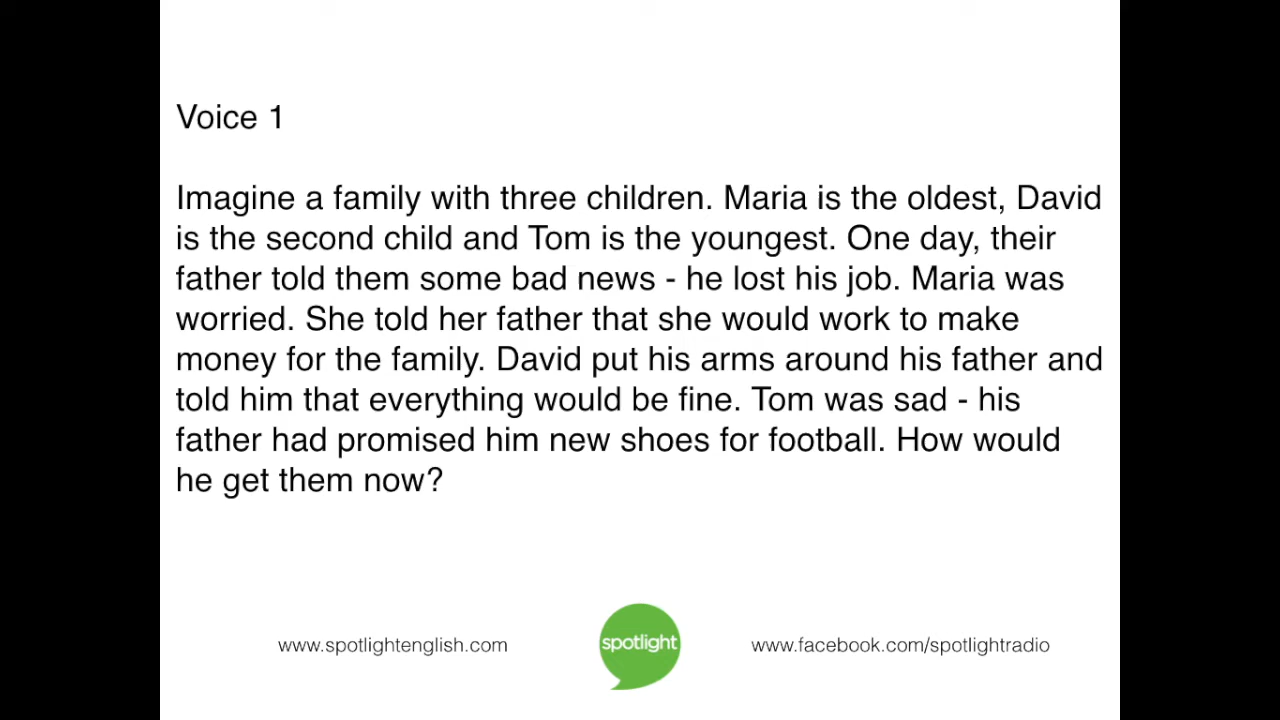 Voice 1
Imagine a family with three children. Maria is the oldest, David
is the second child and Tom is the youngest. One day, their
father told them some bad news - he lost his job. Maria was
worried. She told her father that she would work to make
money for the family. David put his arms around his father and
told him that everything would be fine. Tom was sad - his
father had promised him new shoes for football. How would
he get them now?
www.spotlightenglish.com
spotlight
www.facebook.com/spotlightradio